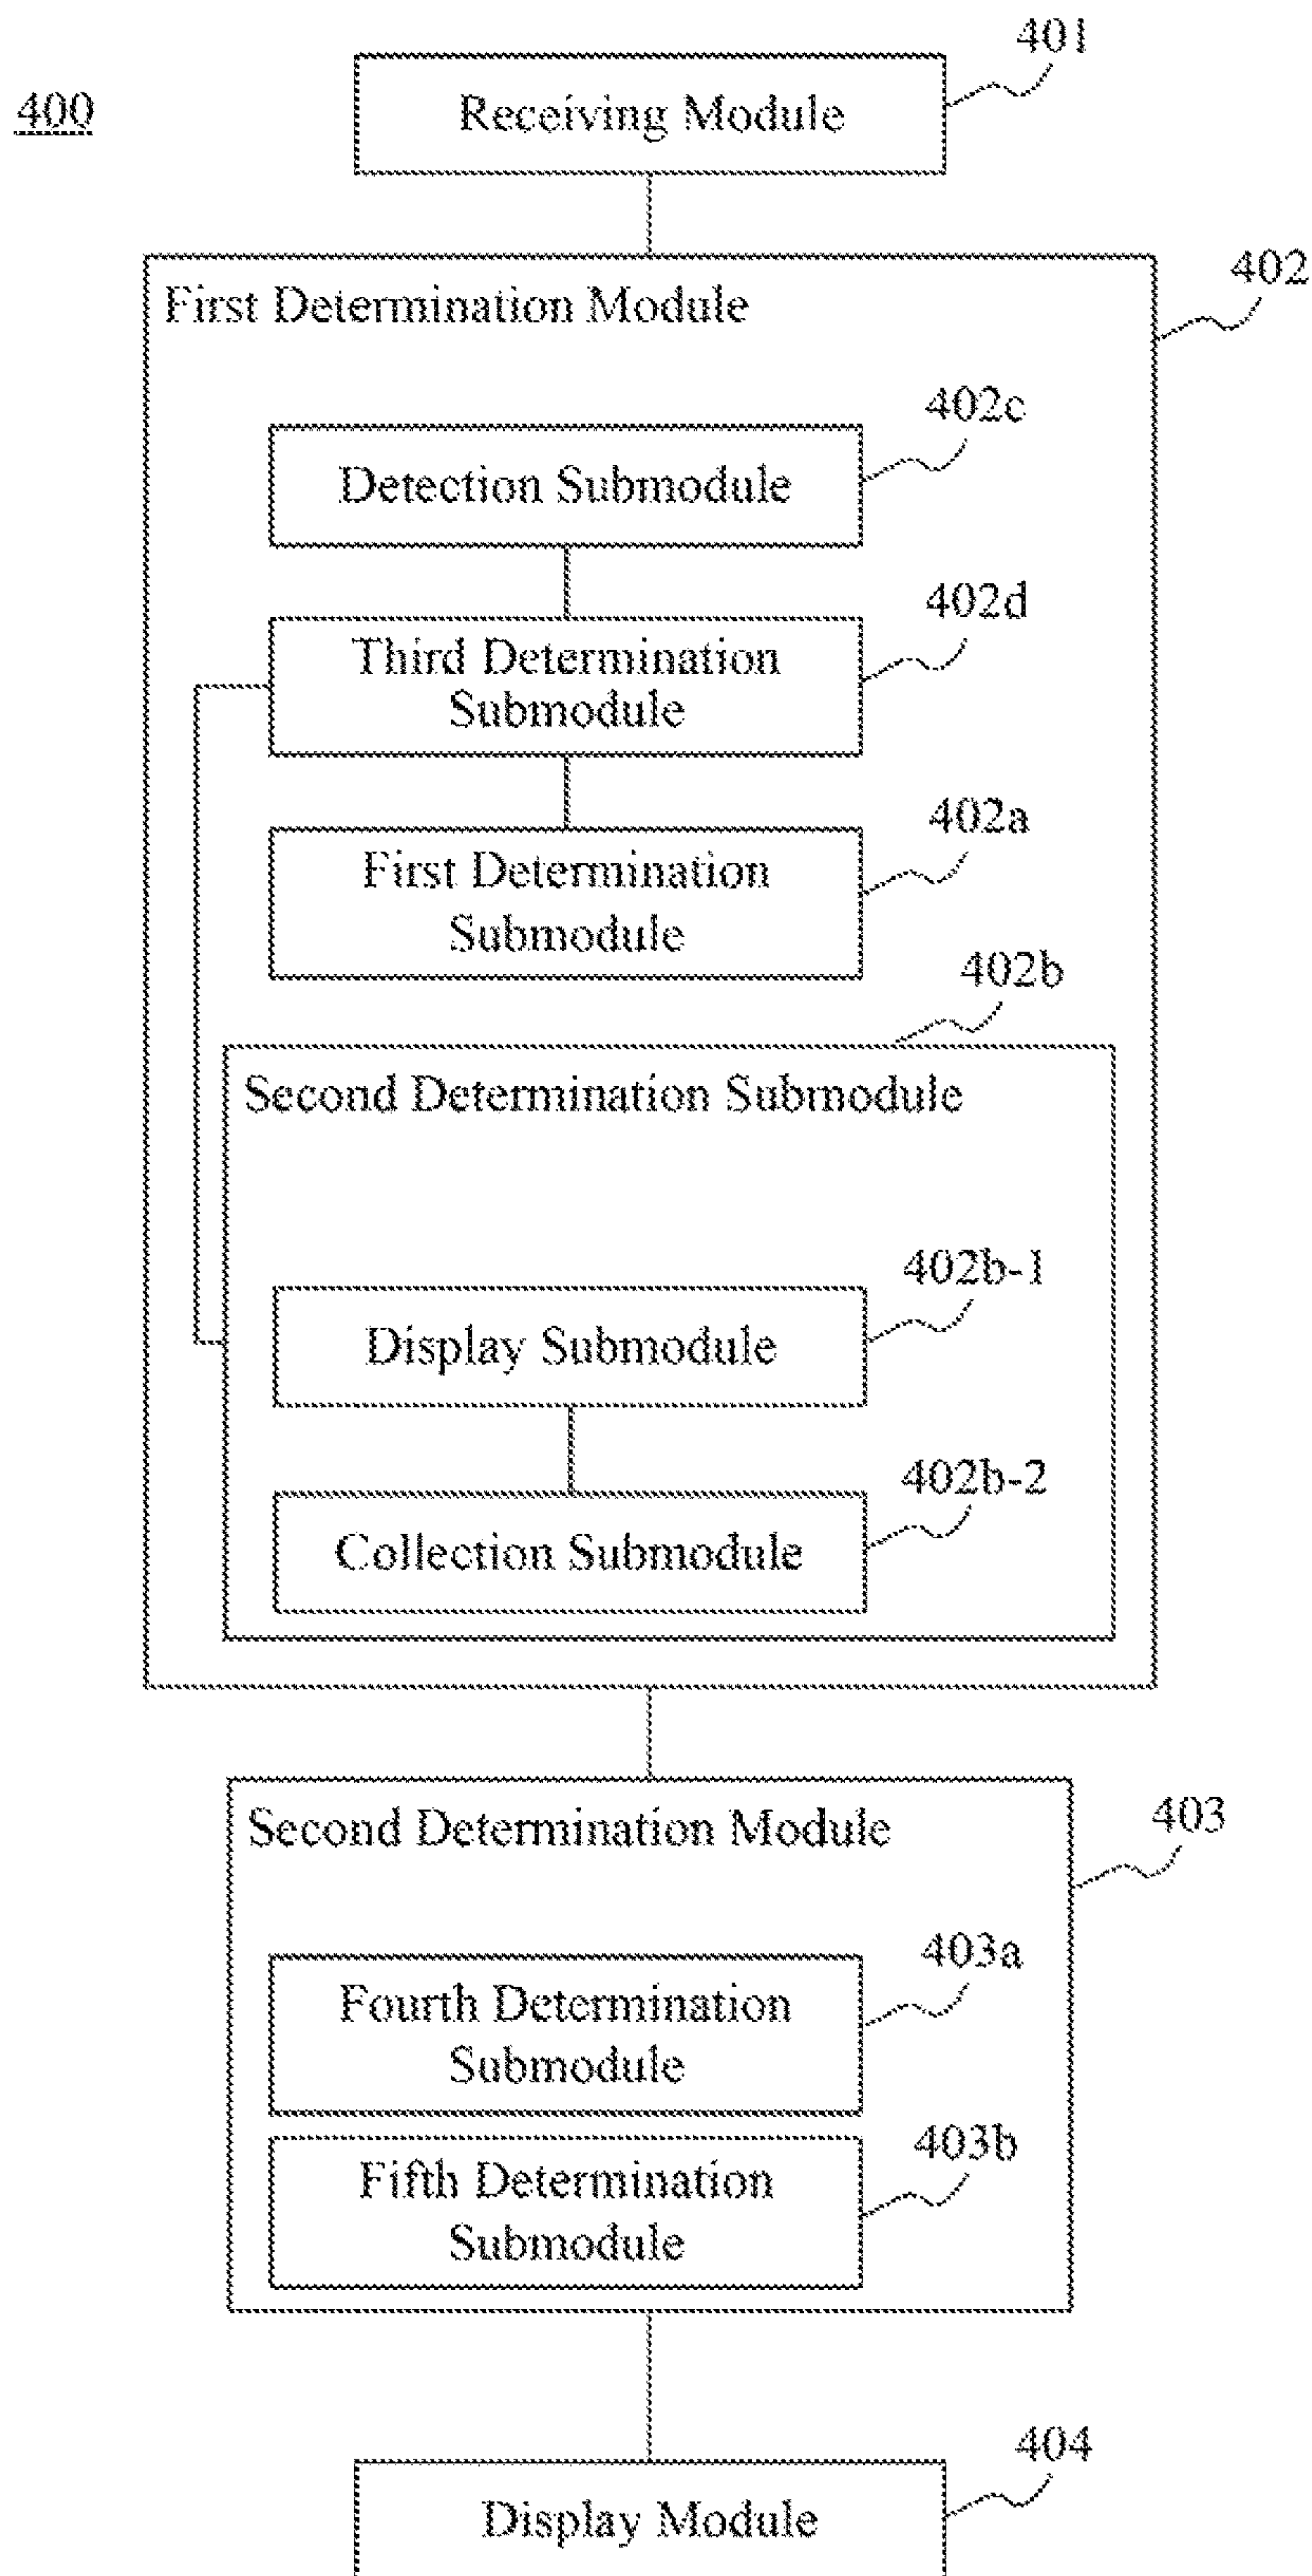 400
401
Receiving Module
402
First Determination Module
402c
Detection Submodule
402d
Third Determination
Submodule
402a
First Determination
Submodule
402b
Second Determination Submodule
402b-1
Display Submodule
402b-2
Collection Submodule
403
Second Determination Module
403a
Fourth Determination
Submodule
403b
Fifth Determination
Submodule
404
Display Module